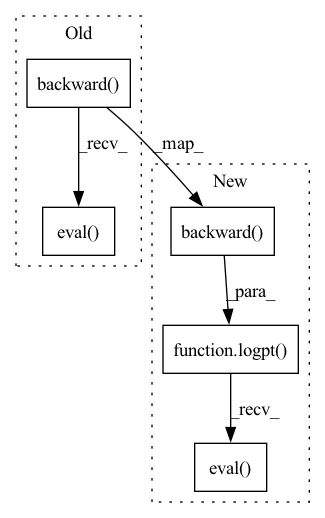 Old
backward()
_recv_
_map_
New
eval()
backward()
_para_
function.logpt()
_recv_
eval()